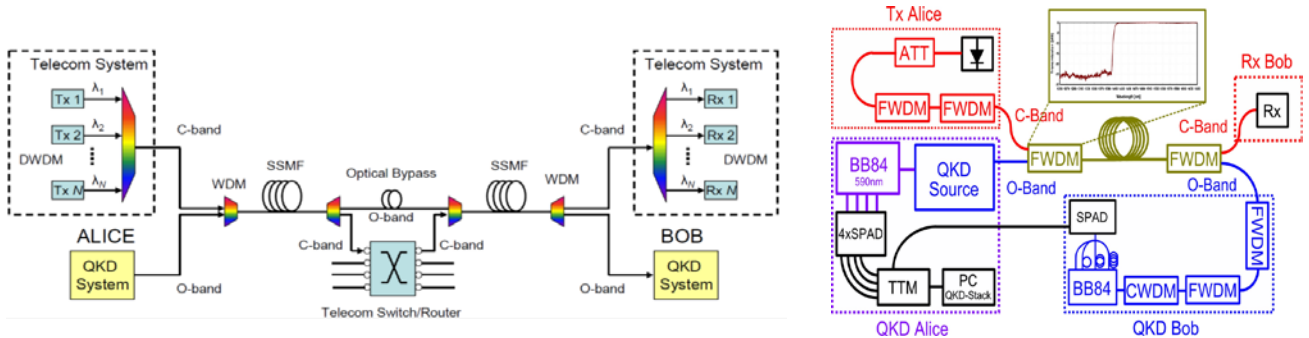 Telecom System
Tx 1
λ1
Tx 2
λ2
DWDM
Tx N
λN
C-band
ALICE
QKD
System
O-band
WDM
SSMF
Optical Bypass
O-band
C-band
C-band
Telecom Switch/Router
SSMF
WDM
C-band
Telecom System
λ1
Rx 1
λ2
Rx 2
DWDM
λN
Rx N
BOB
O-band
QKD
System
Tx Alice
ATT
FWDM
FWDM
C-Band
Rx Bob
Rx
C-Band
BB84
590nm
QKD
Source
FWDM
O-Band
FWDM
O-Band
4xSPAD
TTM
PC
QKD-Stack
QKD Alice
SPAD
FWDM
BB84
CWDM
FWDM
QKD Bob